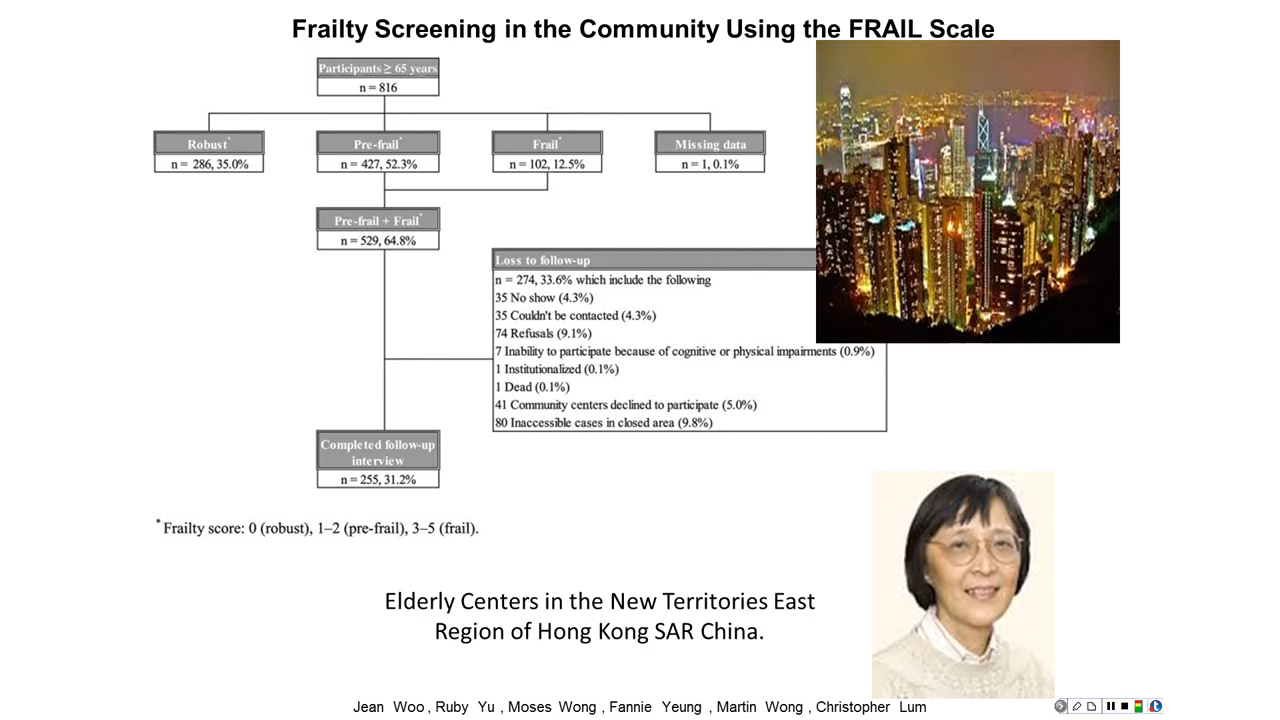 Frailty Screening in the Community Using the FRAIL Scale
Participants ≥ 65 years
n = 816
Robust*
n = 286, 35.0%
Pre-frail*
n = 427, 52.3%
Frail*
n = 102, 12.5%
Missing data
n = 1, 0.1%
Pre-frail + Frail*
n = 529, 64.8%
Loss to follow-up
n = 274, 33.6% which include the following
35 No show (4.3%)
35 Couldn't be contacted (4.3%)
74 Refusals (9.1%)
7 Inability to participate because of cognitive or physical impairments (0.9%)
1 Institutionalized (0.1%)
1 Dead (0.1%)
41 Community centers declined to participate (5.0%)
80 Inaccessible cases in closed area (9.8%)
Completed follow-up
interview
n = 255, 31.2%
* Frailty score: 0 (robust), 1–2 (pre-frail), 3–5 (frail).
Elderly Centers in the New Territories East
Region of Hong Kong SAR China.
Jean Woo , Ruby Yu , Moses Wong , Fannie Yeung , Martin Wong , Christopher Lum